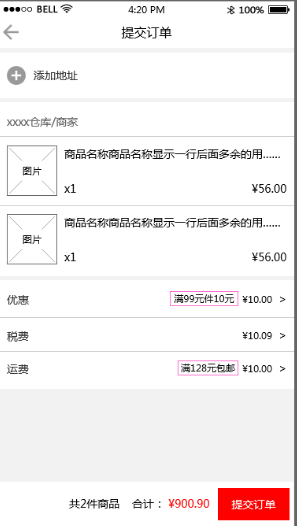 BELL 4:20 PM 100%
提交订单
添加地址
xxxx仓库/商家
图片
商品名称商品名称显示一行后面多余的用......
x1 ¥56.00
图片
商品名称商品名称显示一行后面多余的用......
x1 ¥56.00
优惠 满99元件10元 ¥10.00 >
税费 ¥10.09 >
运费 满128元包邮 ¥10.00 >
共2件商品 合计： ¥900.90 提交订单